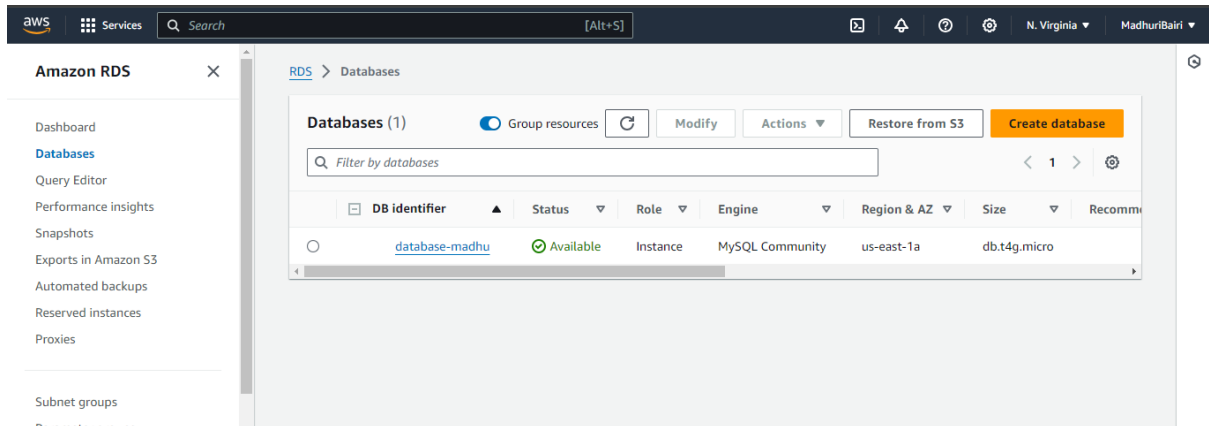 aws Services Search [Alt+S] N. Virginia MadhuriBairi
Amazon RDS
Dashboard
Databases
Query Editor
Performance insights
Snapshots
Exports in Amazon S3
Automated backups
Reserved instances
Proxies
Subnet groups
RDS > Databases
Databases (1) Group resources Modify Actions Restore from S3 Create database
Filter by databases 1
DB identifier Status Role Engine Region & AZ Size Recomm
database-madhu Available Instance MySQL Community us-east-1a db.t4g.micro